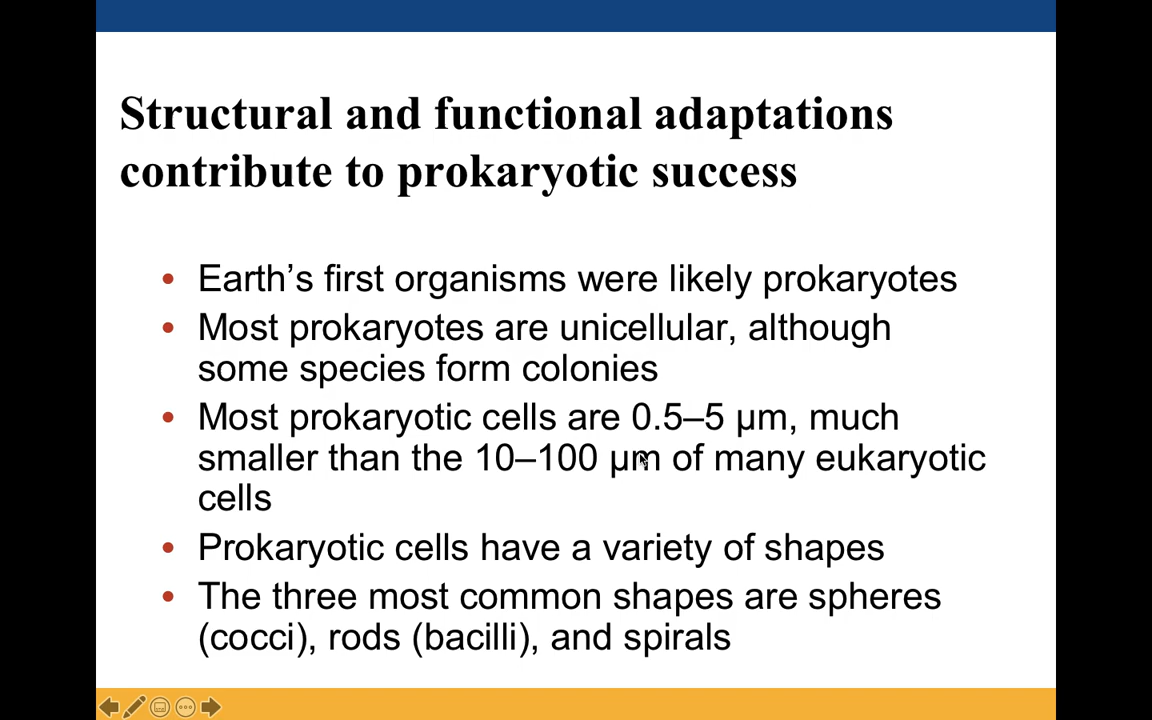 Structural and functional adaptations
contribute to prokaryotic success
• Earth’s first organisms were likely prokaryotes
• Most prokaryotes are unicellular, although
some species form colonies
• Most prokaryotic cells are 0.5–5 µm, much
smaller than the 10–100 µm of many eukaryotic
cells
• Prokaryotic cells have a variety of shapes
• The three most common shapes are spheres
(cocci), rods (bacilli), and spirals